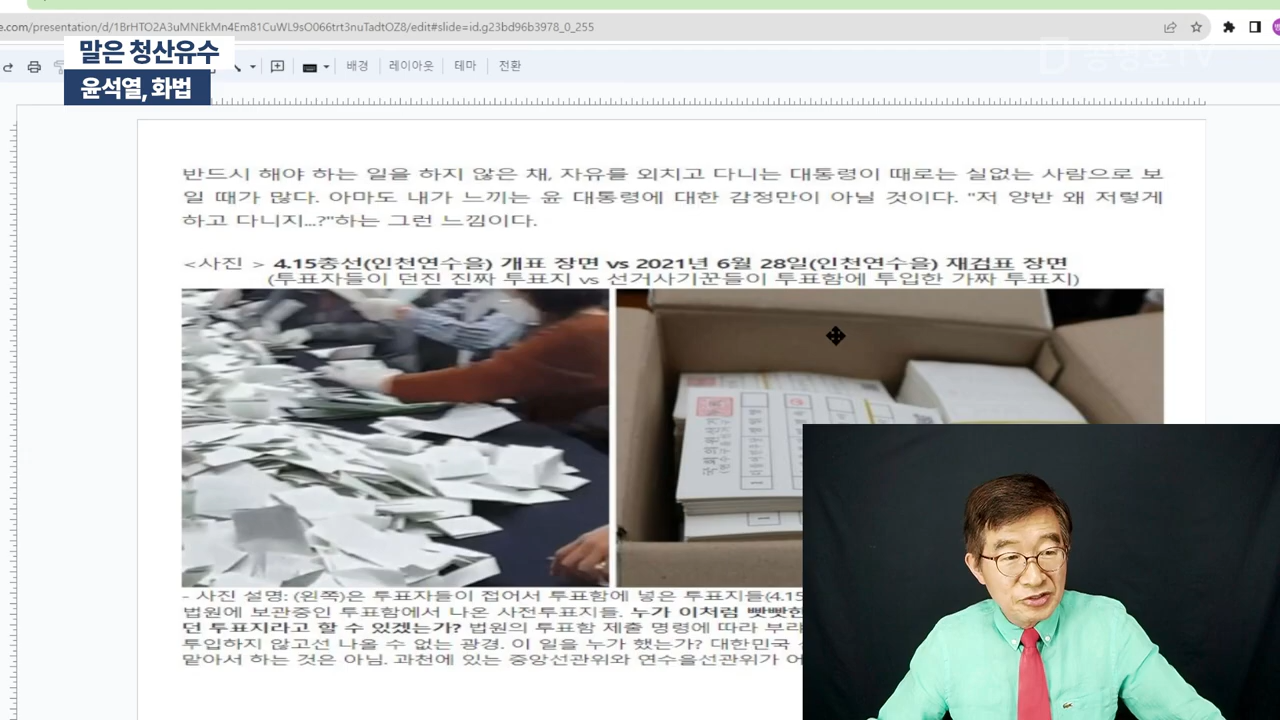 e.com/presentation/d/1BrHTO2A3uMNEkMn4Em81CuWL9sO066trt3nuTadtOZ8/edit#slide=id.g23bd96b3978_0_255
말은 청산유수
윤석열, 화법
공병호TV
배경 레이아웃 테마 전환
반드시 해야 하는 일을 하지 않은 채, 자유를 외치고 다니는 대통령이 때로는 실없는 사람으로 보
일 때가 많다. 아마도 내가 느끼는 윤 대통령에 대한 감정만이 아닐 것이다. "저 양반 왜 저렇게
하고 다니지...?"하는 그런 느낌이다.
<사진 > 4.15총선(인천연수을) 개표 장면 vs 2021년 6월 28일(인천연수을) 재검표 장면
(투표자들이 던진 진짜 투표지 vs 선거사기꾼들이 투표함에 투입한 가짜 투표지)
국회의원선거
- 사진 설명: (왼쪽)은 투표자들이 접어서 투표함에 넣은 투표지들(4.15
법원에 보관중인 투표함에서 나온 사전투표지들. 누가 이처럼 빳빳한
던 투표지라고 할 수 있겠는가? 법원의 투표함 제출 명령에 따라 부랴
투입하지 않고선 나올 수 없는 광경. 이 일을 누가 했는가? 대한민국
맡아서 하는 것은 아님. 과천에 있는 중앙선관위와 연수을선관위가 어